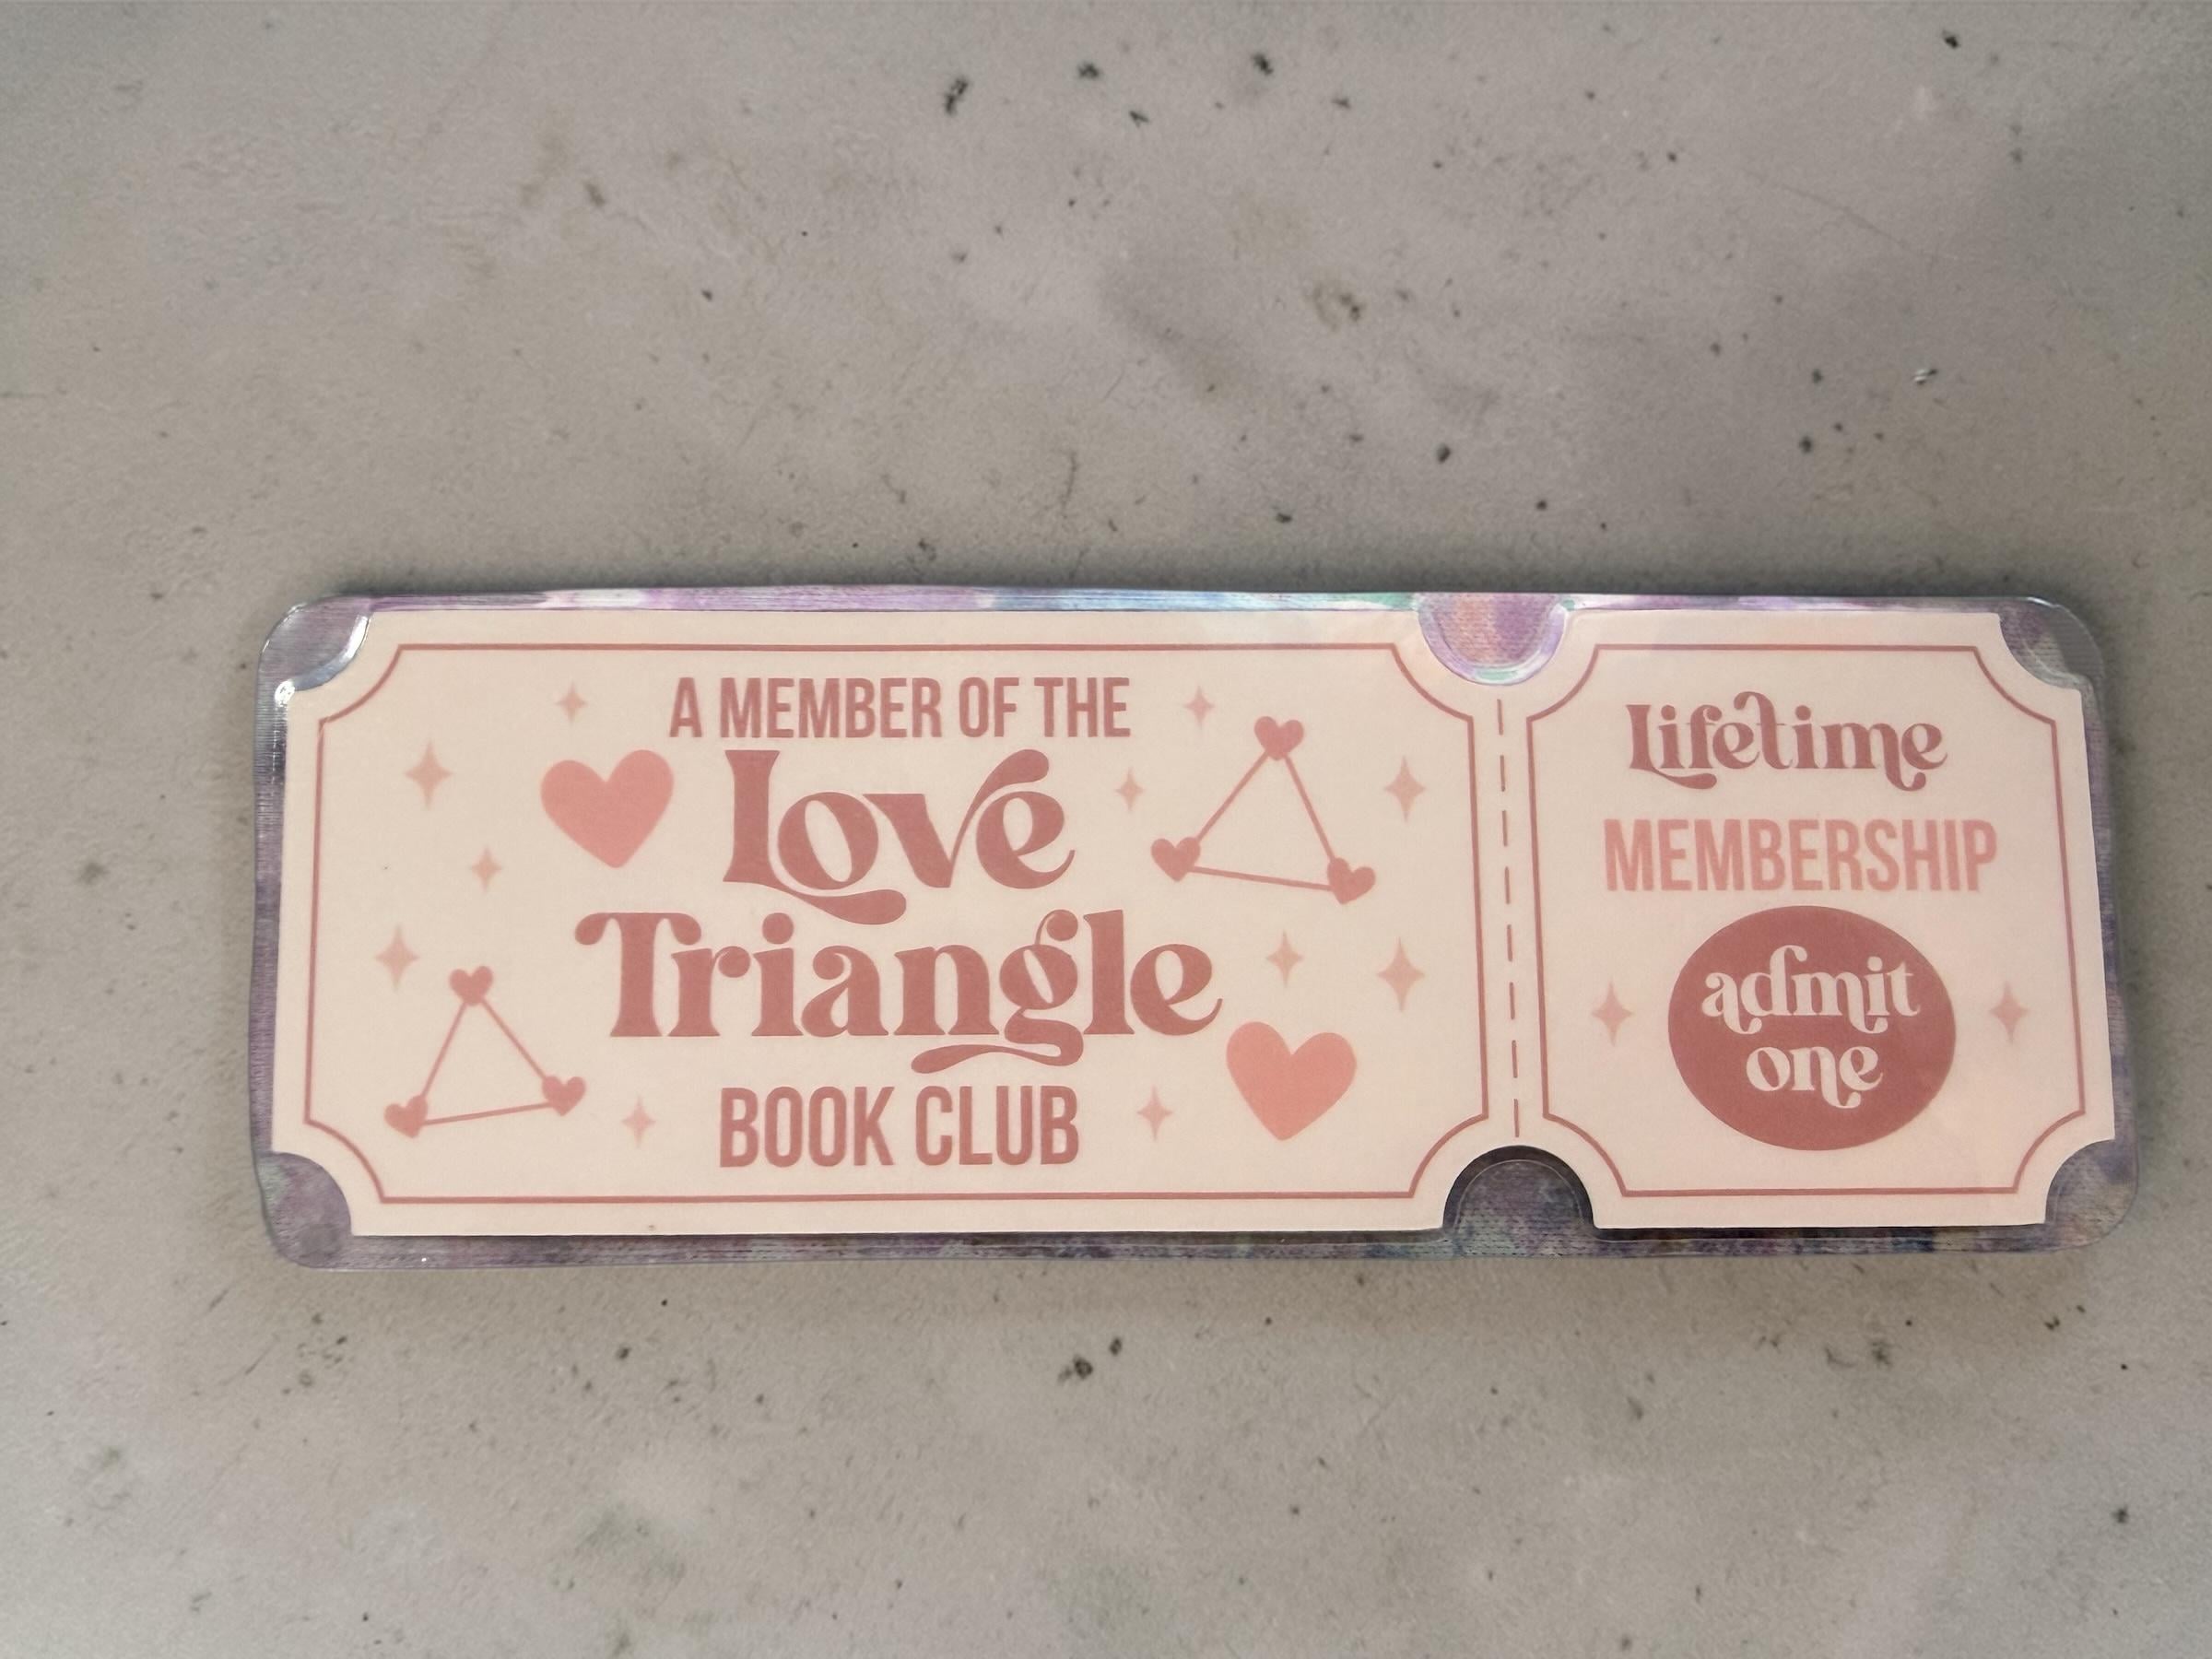 A MEMBER OF THE
Love
Triangle
BOOK CLUB
Lifetime
MEMBERSHIP
admit
one